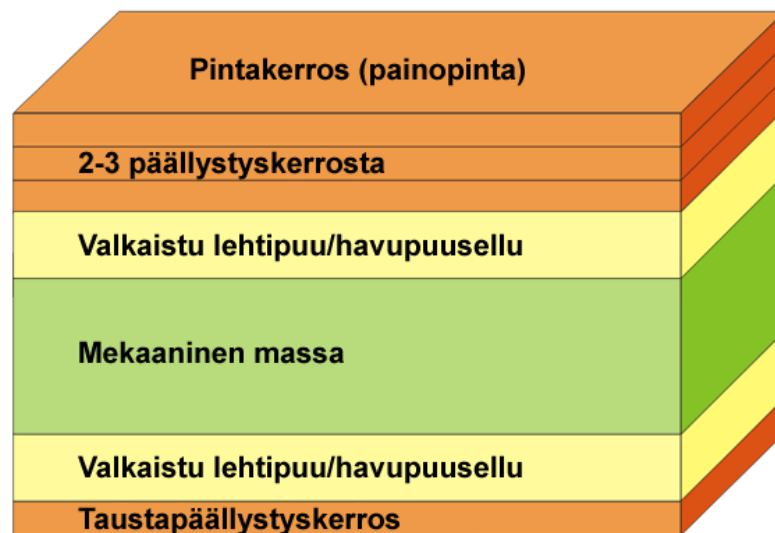 Pintakerros (painopinta)
2-3 päällystyskerrosta
Valkaistu lehtipuu/havupuusellu
Mekaaninen massa
Valkaistu lehtipuu/havupuusellu
Taustapäällystyskerros